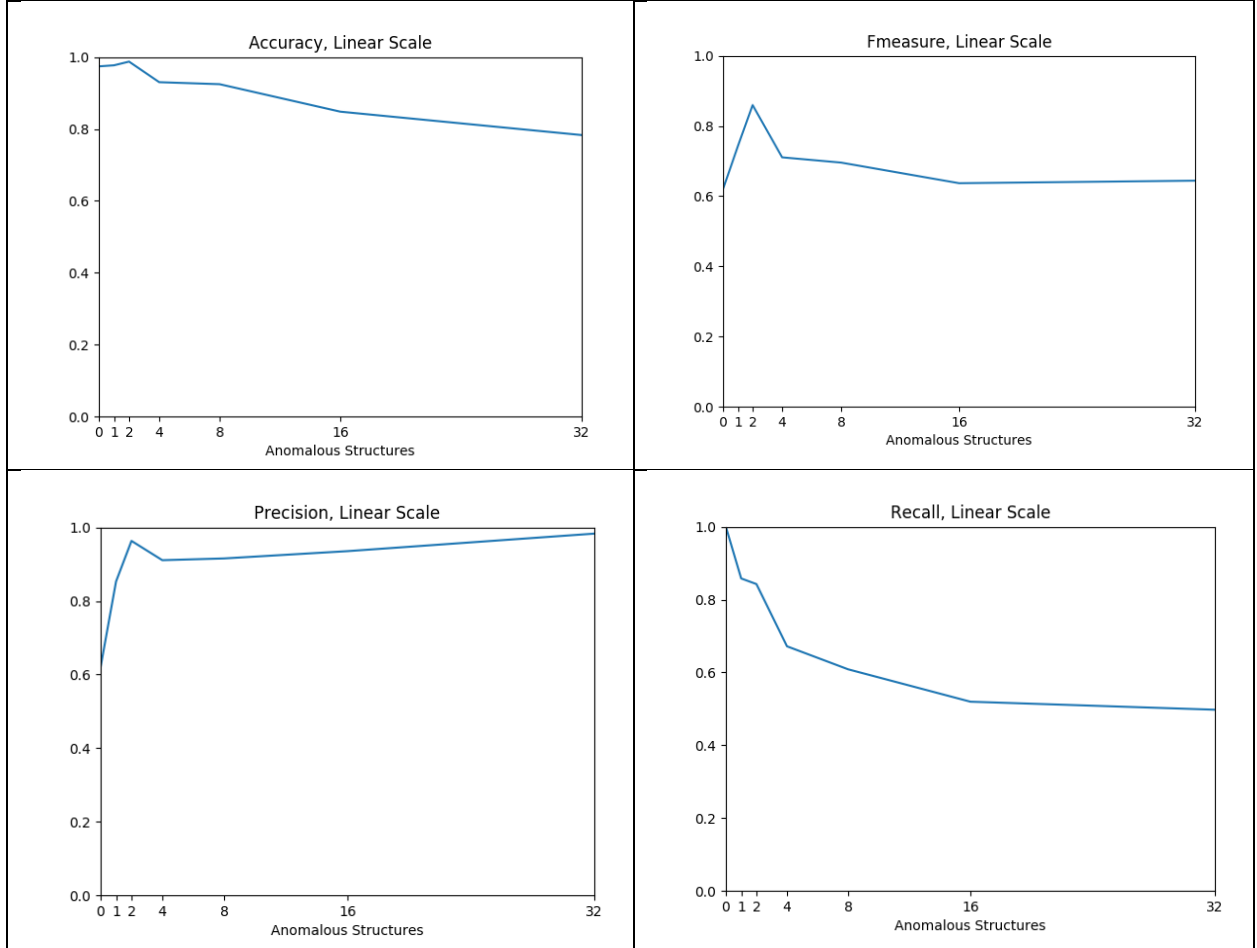 Accuracy, Linear Scale
1.0
0.8
0.6
0.4
0.2
0.0
0 1 2 4 8 16 32
Anomalous Structures
Fmeasure, Linear Scale
1.0
0.8
0.6
0.4
0.2
0.0
0 1 2 4 8 16 32
Anomalous Structures
Precision, Linear Scale
1.0
0.8
0.6
0.4
0.2
0.0
0 1 2 4 8 16 32
Anomalous Structures
Recall, Linear Scale
1.0
0.8
0.6
0.4
0.2
0.0
0 1 2 4 8 16 32
Anomalous Structures